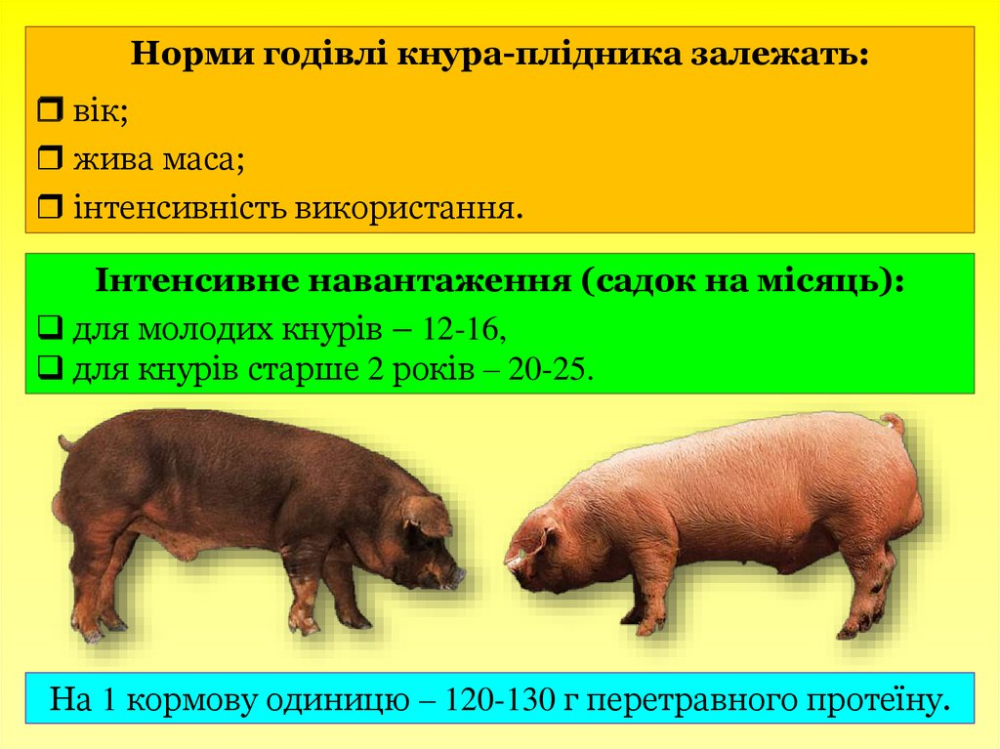 Норми годівлі кнура-плідника залежать:
❒ вік;
❒ жива маса;
❒ інтенсивність використання.
Інтенсивне навантаження (садок на місяць):
❑ для молодих кнурів – 12-16,
❑ для кнурів старше 2 років – 20-25.
На 1 кормову одиницю – 120-130 г перетравного протеїну.